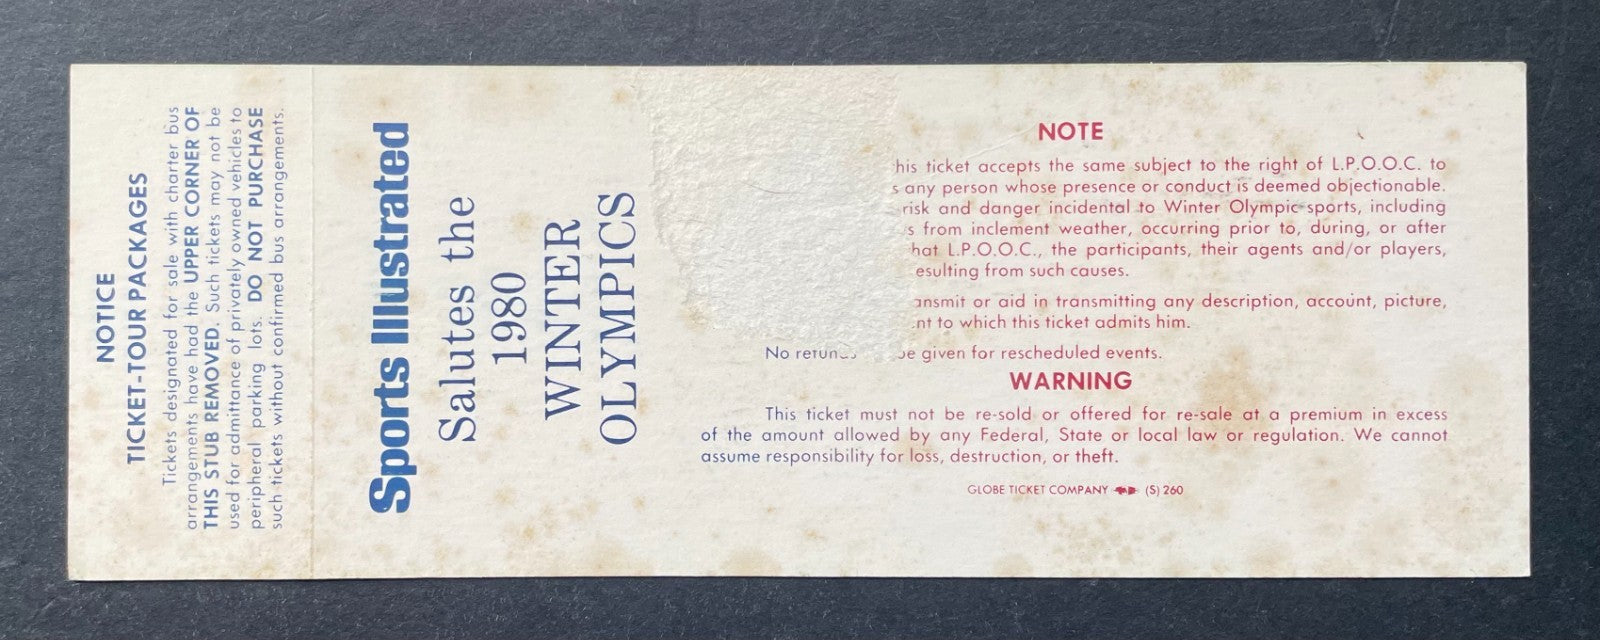 NOTICE
TICKET-TOUR PACKAGES
Tickets designated for sale with charter bus
arrangements have had the UPPER CORNER OF
THIS STUB REMOVED. Such tickets may not be
used for admittance of privately owned vehicles to
peripheral parking lots. DO NOT PURCHASE
such tickets without confirmed bus arrangements.
Sports Illustrated
Salutes the
1980
WINTER
OLYMPICS
NOTE
his ticket accepts the same subject to the right of L.P.O.O.C. to
s any person whose presence or conduct is deemed objectionable.
risk and danger incidental to Winter Olympic sports, including
s from inclement weather, occurring prior to, during, or after
hat L.P.O.O.C., the participants, their agents and/or players,
esulting from such causes.
ansmit or aid in transmitting any description, account, picture,
nt to which this ticket admits him.
No refunds be given for rescheduled events.
WARNING
This ticket must not be re-sold or offered for re-sale at a premium in excess
of the amount allowed by any Federal, State or local law or regulation. We cannot
assume responsibility for loss, destruction, or theft.
GLOBE TICKET COMPANY (S) 260